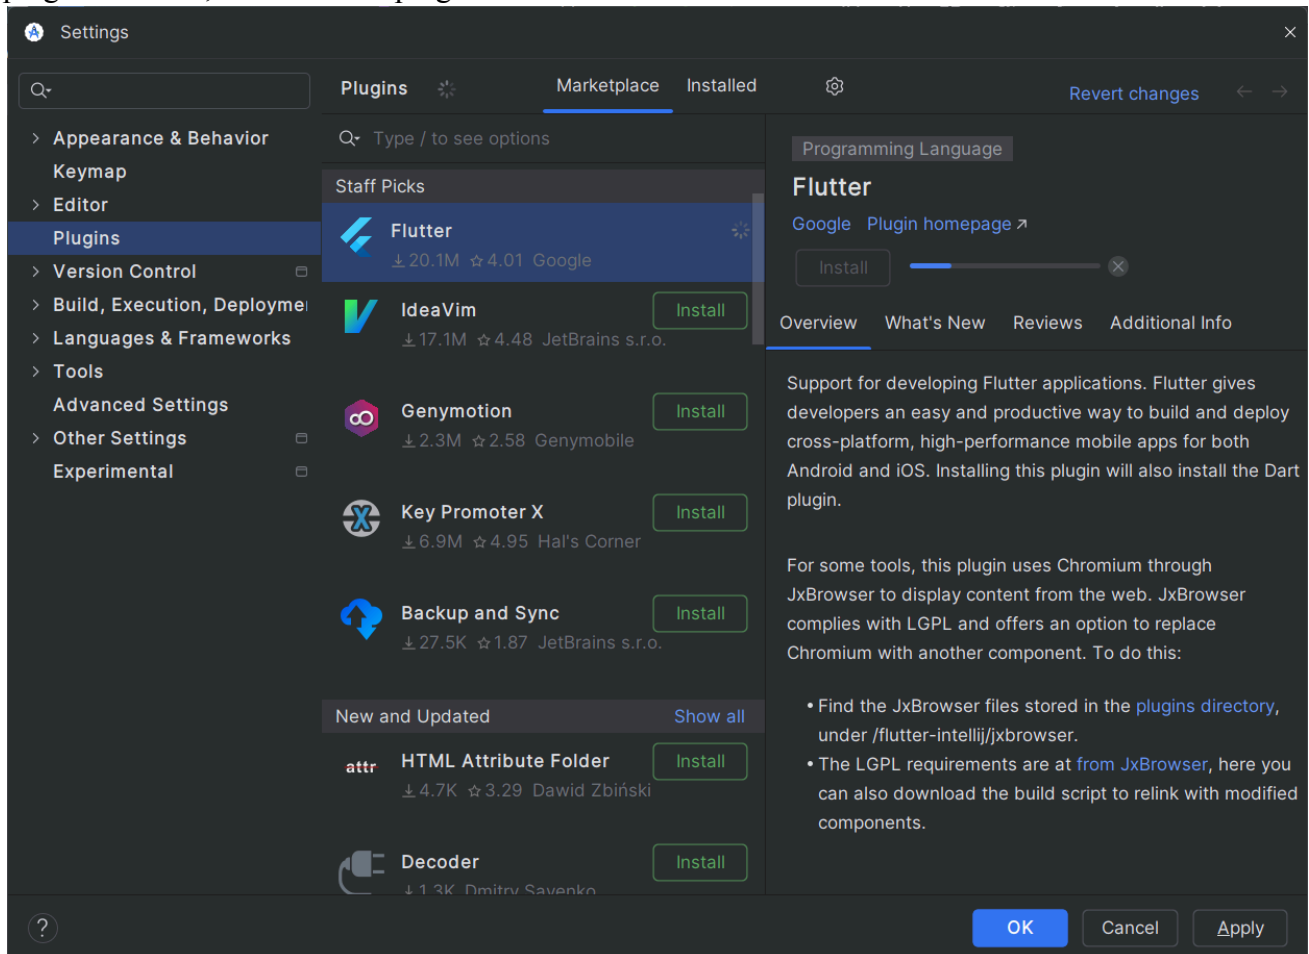 Settings
Plugins
Marketplace
Installed
Revert changes
Appearance & Behavior
Keymap
Editor
Plugins
Version Control
Build, Execution, Deployme
Languages & Frameworks
Tools
Advanced Settings
Other Settings
Experimental
Type / to see options
Staff Picks
Flutter
20.1M 4.01 Google
IdeaVim
Install
17.1M 4.48 JetBrains s.r.o.
Genymotion
Install
2.3M 2.58 Genymobile
Key Promoter X
Install
6.9M 4.95 Hal's Corner
Backup and Sync
Install
27.5K 1.87 JetBrains s.r.o.
New and Updated
Show all
attr
HTML Attribute Folder
Install
4.7K 3.29 Dawid Zbiński
Decoder
Install
1.3K Dmitry Savenko
Programming Language
Flutter
Google Plugin homepage ↗
Install
Overview
What's New
Reviews
Additional Info
Support for developing Flutter applications. Flutter gives
developers an easy and productive way to build and deploy
cross-platform, high-performance mobile apps for both
Android and iOS. Installing this plugin will also install the Dart
plugin.
For some tools, this plugin uses Chromium through
JxBrowser to display content from the web. JxBrowser
complies with LGPL and offers an option to replace
Chromium with another component. To do this:
• Find the JxBrowser files stored in the plugins directory,
under /flutter-intellij/jxbrowser.
• The LGPL requirements are at from JxBrowser, here you
can also download the build script to relink with modified
components.
?
OK
Cancel
Apply